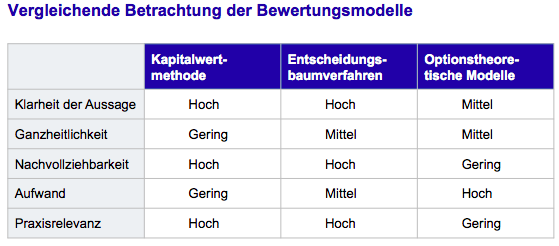 Vergleichende Betrachtung der Bewertungsmodelle
Kapitalwert- Entscheidungs- Optionstheore-
methode baumverfahren tische Modelle
Klarheit der Aussage Hoch Hoch Mittel
Ganzheitlichkeit Gering Mittel Mittel
Nachvollziehbarkeit Hoch Hoch Gering
Aufwand Gering Mittel Hoch
Praxisrelevanz Hoch Hoch Gering